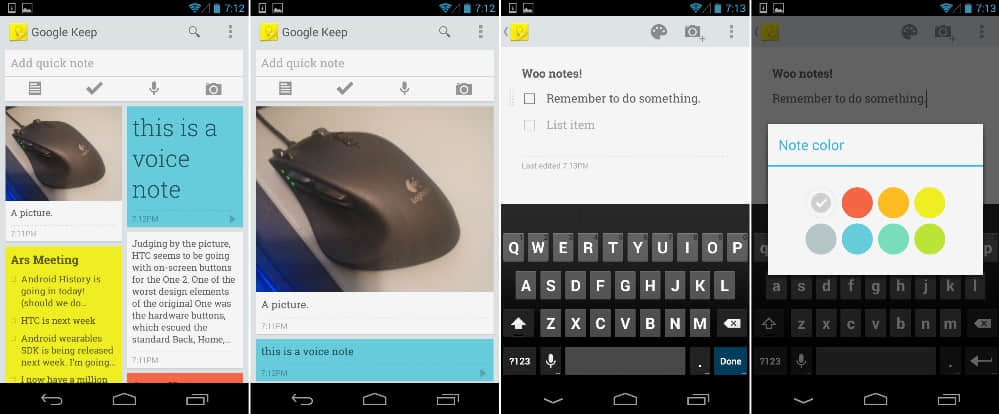 7:12
Google Keep
Add quick note
A picture.
7:11PM
Ars Meeting
Android History is
going in today!
(should we do...
HTC is next week
Android wearables
SDK is being released
next week. I'm going...
I now have a million
this is a
voice
note
7:12PM
Judging by the picture,
HTC seems to be going
with on-screen buttons
for the One 2. One of the
worst design elements
of the original One was
the hardware buttons,
which escued the
standard Back, Home,...
7:11PM
7:12
Google Keep
Add quick note
Logitech
A picture.
7:11PM
this is a voice note
7:12PM
7:13
Woo notes!
Remember to do something.
List item
Last edited 7:13PM
Q W E R T Y U I O P
A S D F G H J K L
Z X C V B N M
?123 . Done
7:13
Woo notes!
Remember to do something.
Note color
q p
a s d f g h j k l
z x c v b n m
?123 .